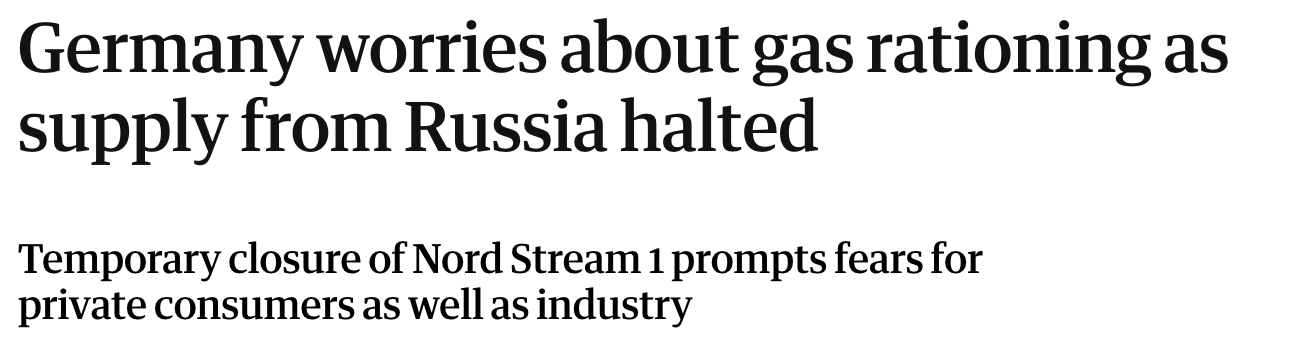 Germany worries about gas rationing as
supply from Russia halted
Temporary closure of Nord Stream 1 prompts fears for
private consumers as well as industry